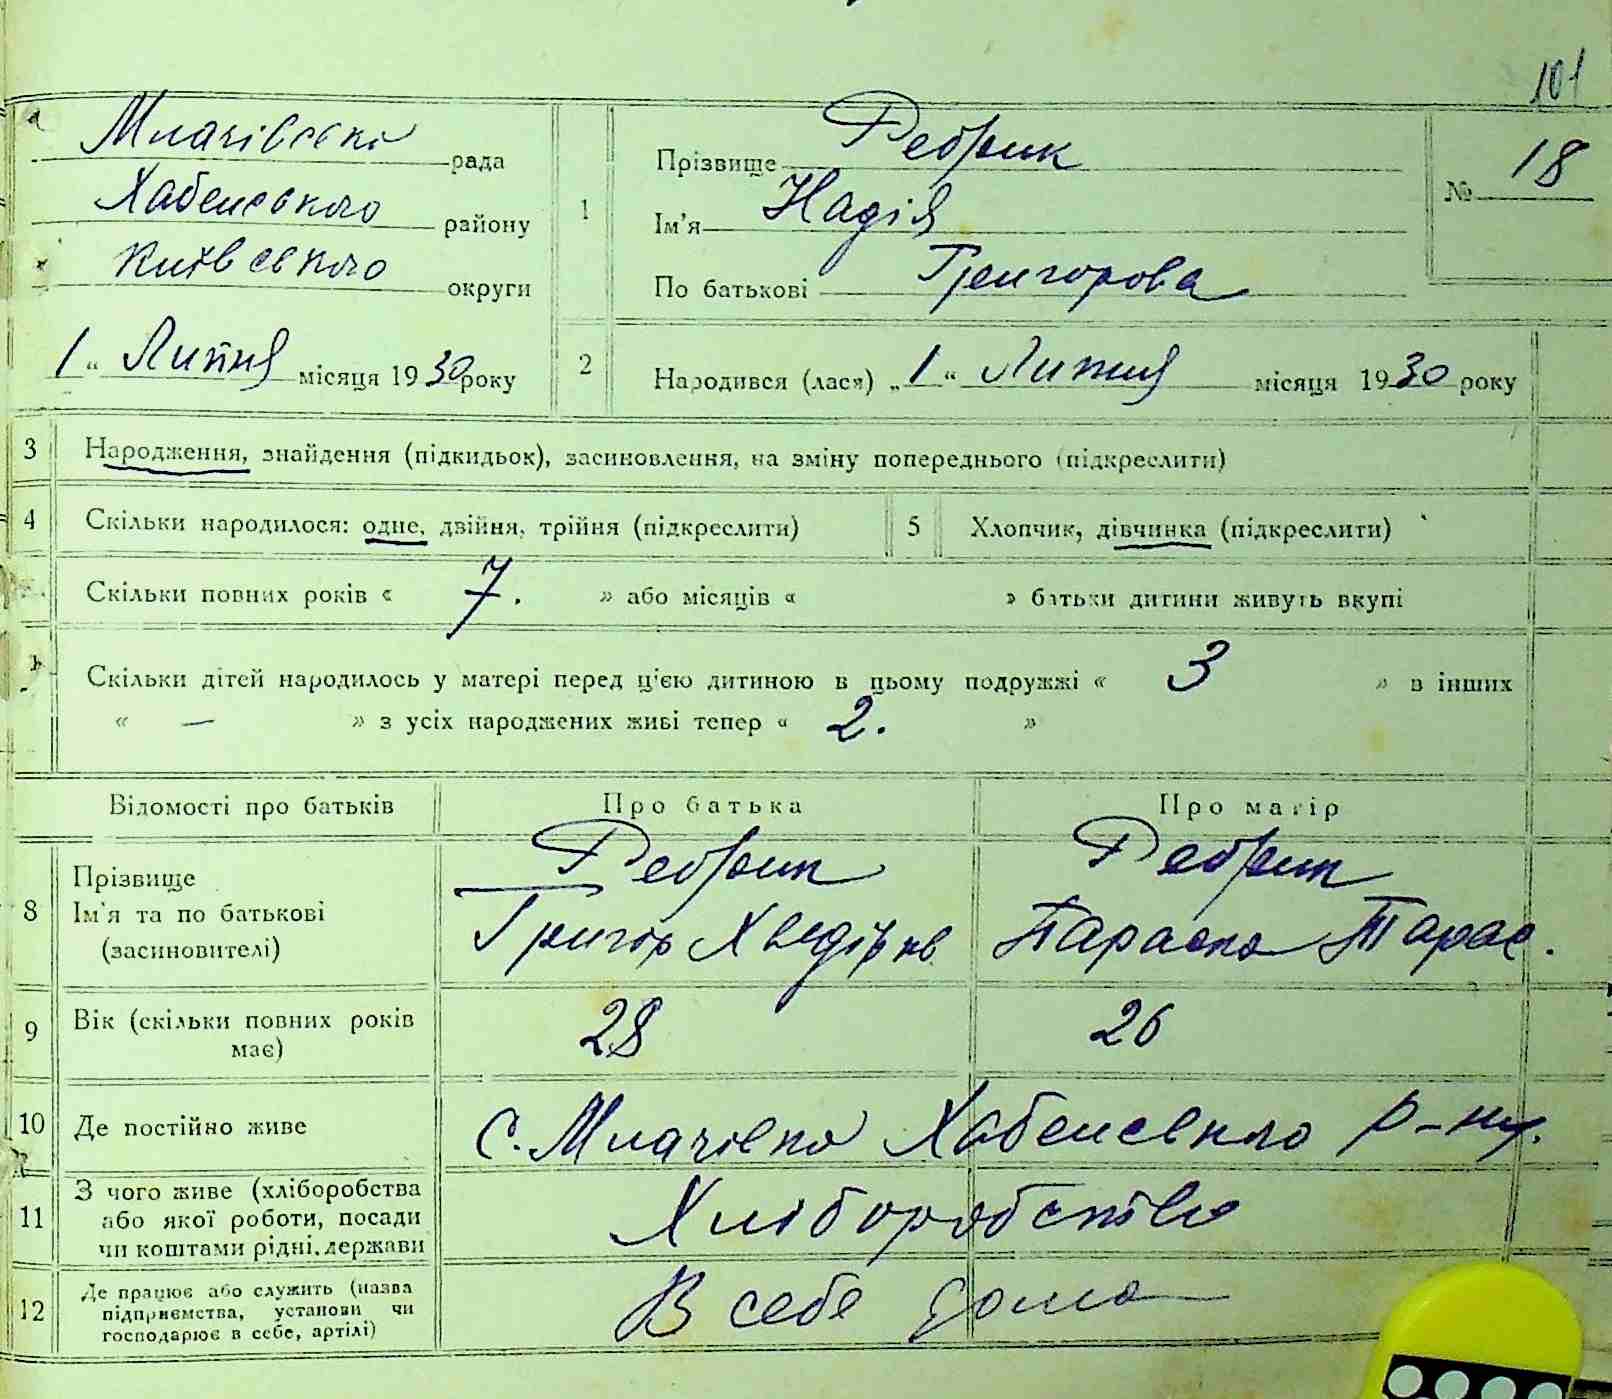 101
Млачівська рада
Хабенського району
Київського округи
1 " Липня місяця 1930 року
1
Прізвище Ребрик
Ім'я Надія
По батькові Григорова
№ 18
2
Народився (лася) „1" Липня місяця 1930 року
3 Народження, знайдення (підкидьок), засиновлення, на зміну попереднього (підкреслити)
4 Скільки народилося: одне, двійня, трійня (підкреслити) 5 Хлопчик, дівчинка (підкреслити)
Скільки повних років « 7. » або місяців « » батьки дитини живуть вкупі
Скільки дітей народилось у матері перед ц'єю дитиною в цьому подружжі « 3 » в інших
« — » з усіх народжених живі тепер « 2. »
Відомості про батьків Про батька Про матір
8 Прізвище Ребрик Ребрик
Ім'я та по батькові Григор Хведіров Параска Тарас.
(засиновителі)
9 Вік (скільки повних років 28 26
має)
10 Де постійно живе с. Млачівка Хабенського р-ну.
11 З чого живе (хліборобства Хліборобство
або якої роботи, посади
чи коштами рідні, держави
12 Де працює або служить (назва В себе дома
підприємства, установи чи
господарює в себе, артілі)